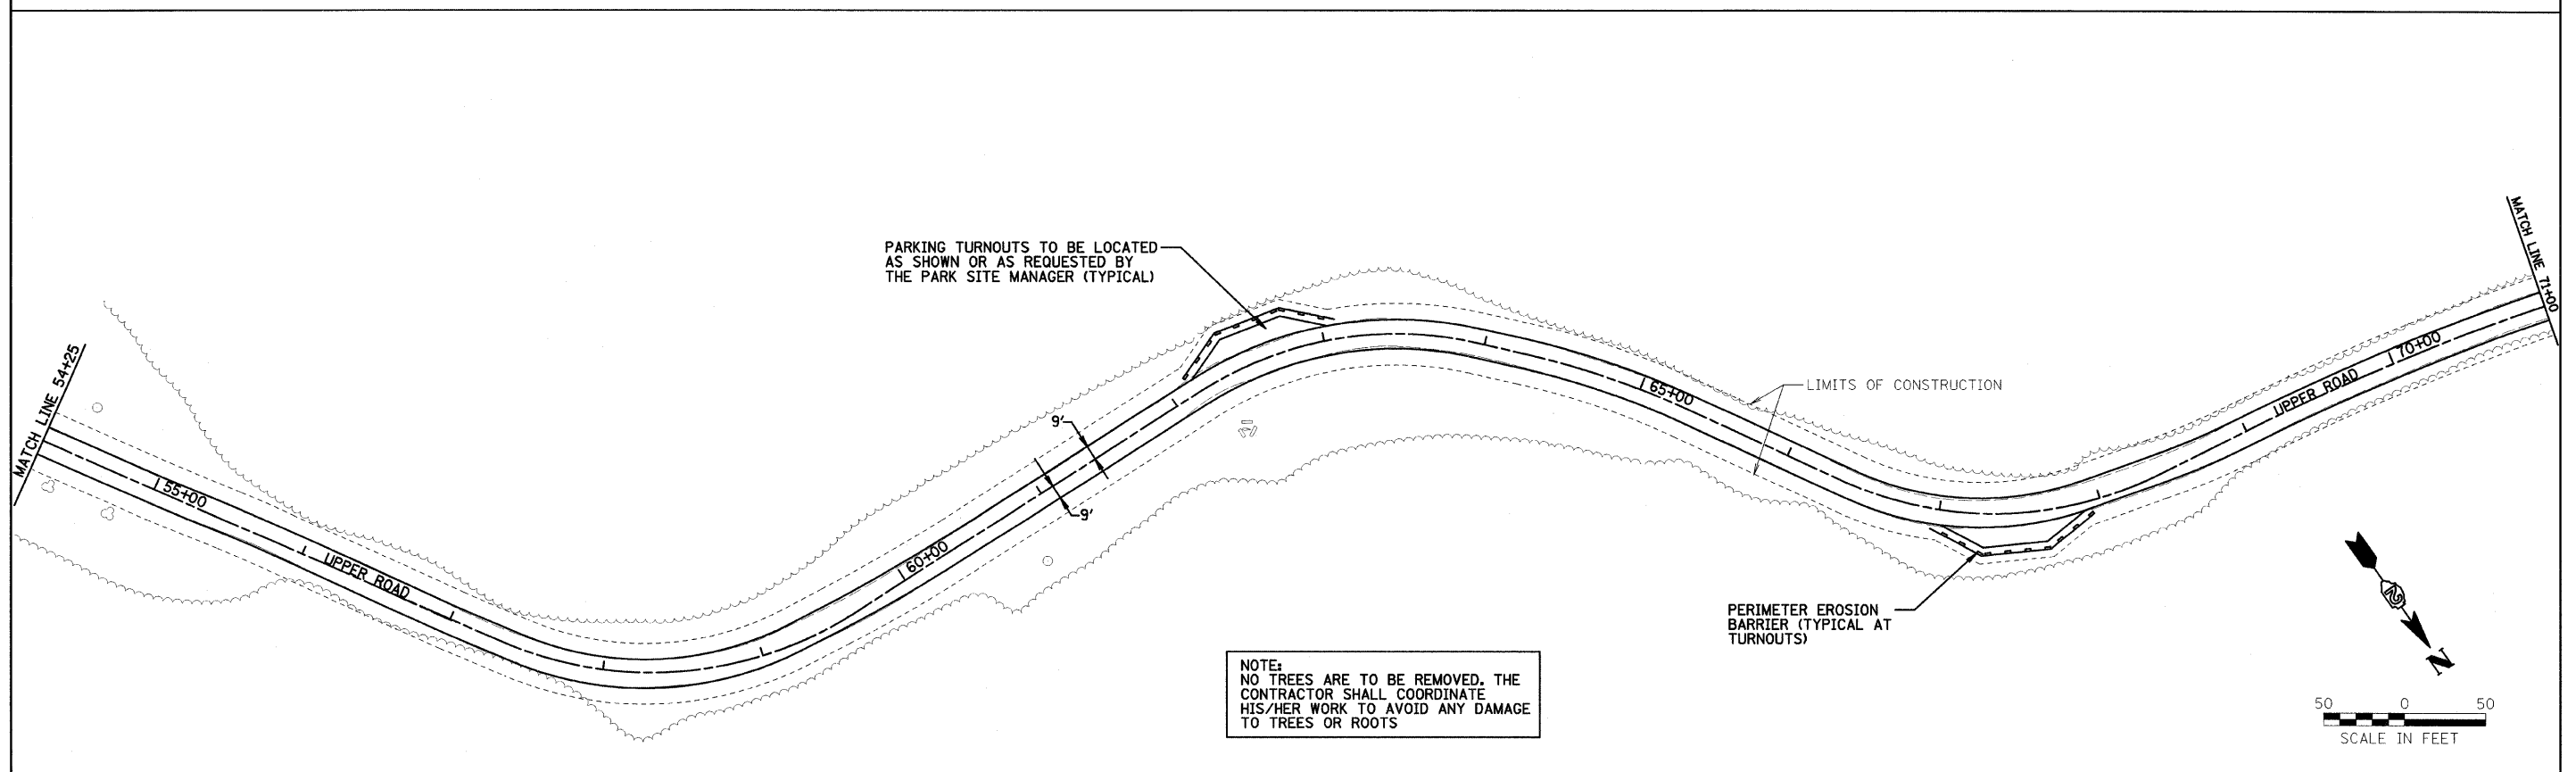 MATCH LINE 54+25
55+00
UPPER ROAD
60+00
9'
9'
PARKING TURNOUTS TO BE LOCATED
AS SHOWN OR AS REQUESTED BY
THE PARK SITE MANAGER (TYPICAL)
65+00
LIMITS OF CONSTRUCTION
PERIMETER EROSION
BARRIER (TYPICAL AT
TURNOUTS)
UPPER ROAD
70+00
MATCH LINE 71+00
NOTE:
NO TREES ARE TO BE REMOVED. THE
CONTRACTOR SHALL COORDINATE
HIS/HER WORK TO AVOID ANY DAMAGE
TO TREES OR ROOTS
N
50 0 50
SCALE IN FEET